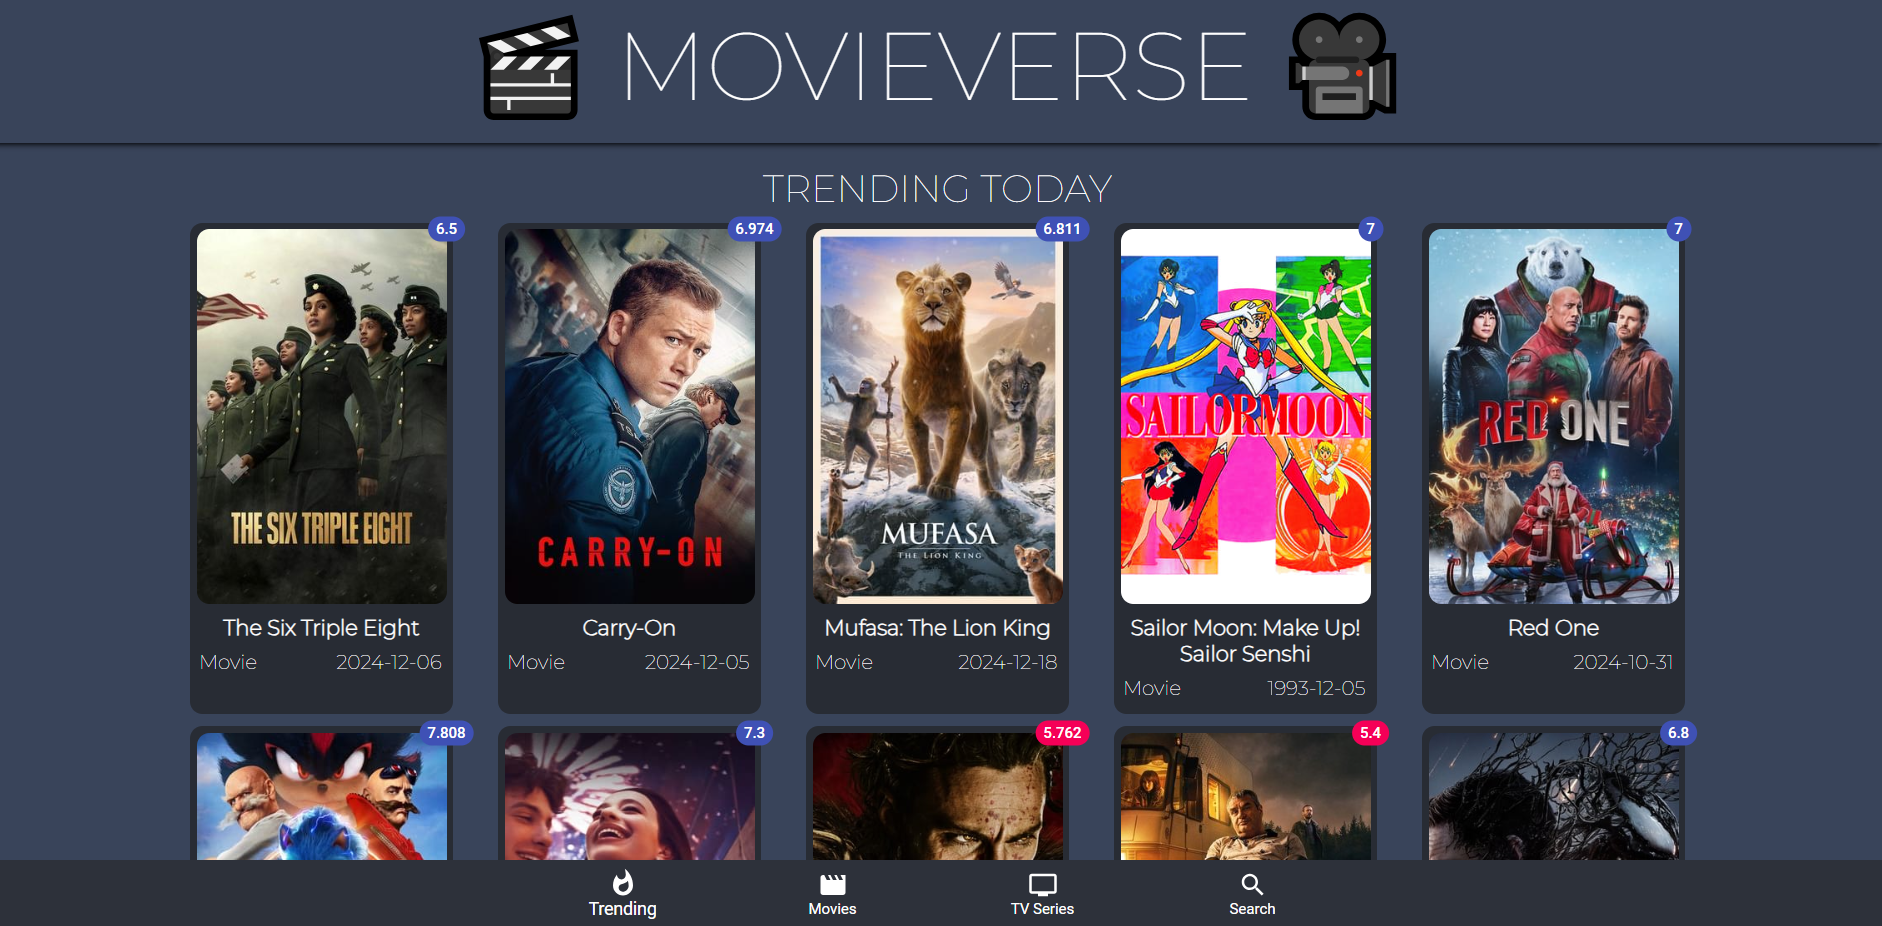 MOVIEVERSE
TRENDING TODAY
6.5
THE SIX TRIPLE EIGHT
The Six Triple Eight
Movie 2024-12-06
6.974
CARRY-ON
Carry-On
Movie 2024-12-05
6.811
MUFASA
THE LION KING
Mufasa: The Lion King
Movie 2024-12-18
7
SAILORMOON
Sailor Moon: Make Up!
Sailor Senshi
Movie 1993-12-05
7
RED ONE
Red One
Movie 2024-10-31
7.808
7.3
5.762
5.4
6.8
Trending
Movies
TV Series
Search